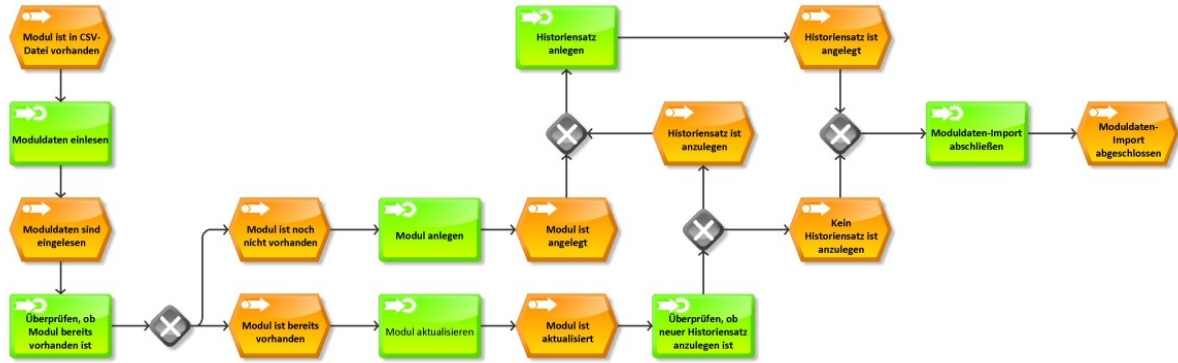 Modul ist in CSV-
Datei vorhanden
Moduldaten einlesen
Moduldaten sind
eingelesen
Überprüfen, ob
Modul bereits
vorhanden ist
Modul ist noch
nicht vorhanden
Modul anlegen
Modul ist
angelegt
Modul ist bereits
vorhanden
Modul aktualisieren
Modul ist
aktualisiert
Überprüfen, ob
neuer Historiensatz
anzulegen ist
Historiensatz ist
anzulegen
Kein
Historiensatz ist
anzulegen
Historiensatz
anlegen
Historiensatz ist
angelegt
Moduldaten-Import
abschließen
Moduldaten-
Import
abgeschlossen